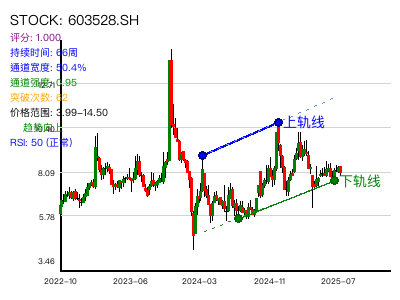 STOCK: 603528.SH
评分: 1.000
持续时间: 66周
通道宽度: 50.4%
通道强度: 0.95
突破次数: 62
价格范围: 3.99-14.50
趋势向上
RSI: 50 (正常)
上轨线
下轨线
8.09
5.78
3.46
2022-10
2023-06
2024-03
2024-11
2025-07